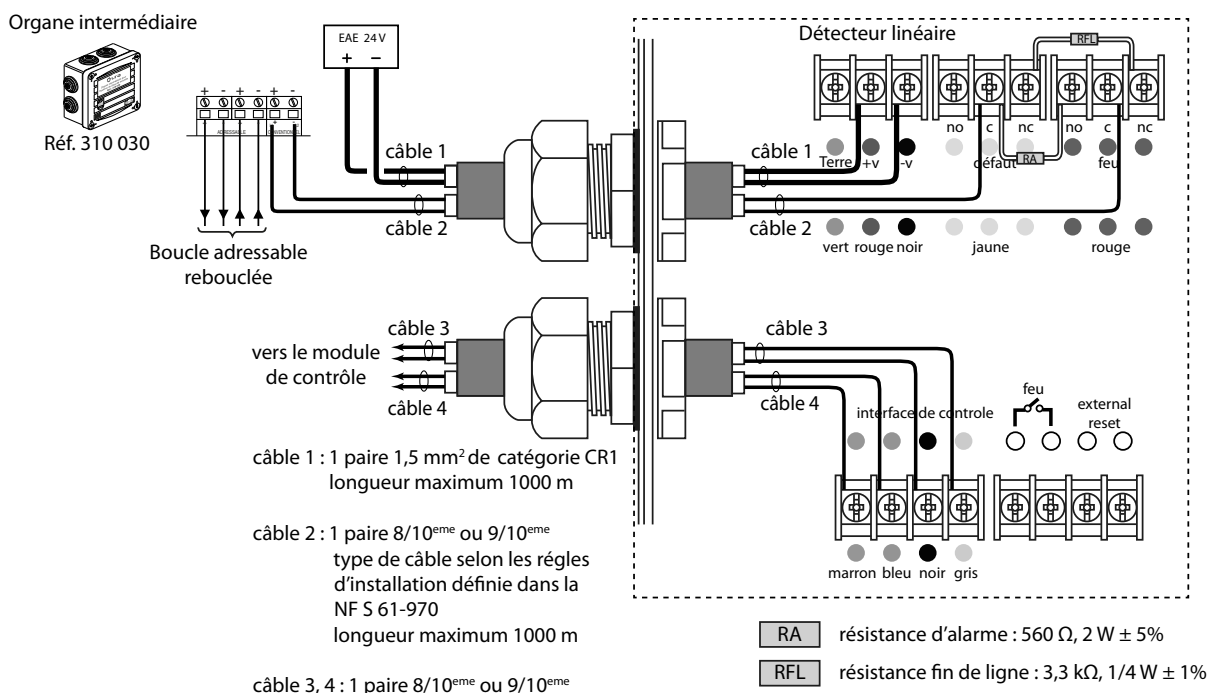 Organe intermédiaire
Réf. 310 030
EAE 24 V
+ −
+ - + - + -
ADRESSABLE
CONVENTIONNEL
Boucle adressable
rebouclée
câble 1
câble 2
Détecteur linéaire
RFL
no c nc no c nc
câble 1
Terre +v -v
défaut
RA
feu
câble 2
vert rouge noir jaune rouge
câble 3
vers le module
de contrôle
câble 4
câble 3
câble 4
interface de controle
feu
external
reset
marron bleu noir gris
câble 1 : 1 paire 1,5 mm² de catégorie CR1
longueur maximum 1000 m
câble 2 : 1 paire 8/10eme ou 9/10eme
type de câble selon les régles
d'installation définie dans la
NF S 61-970
longueur maximum 1000 m
câble 3, 4 : 1 paire 8/10eme ou 9/10eme
RA résistance d'alarme : 560 Ω, 2 W ± 5%
RFL résistance fin de ligne : 3,3 kΩ, 1/4 W ± 1%